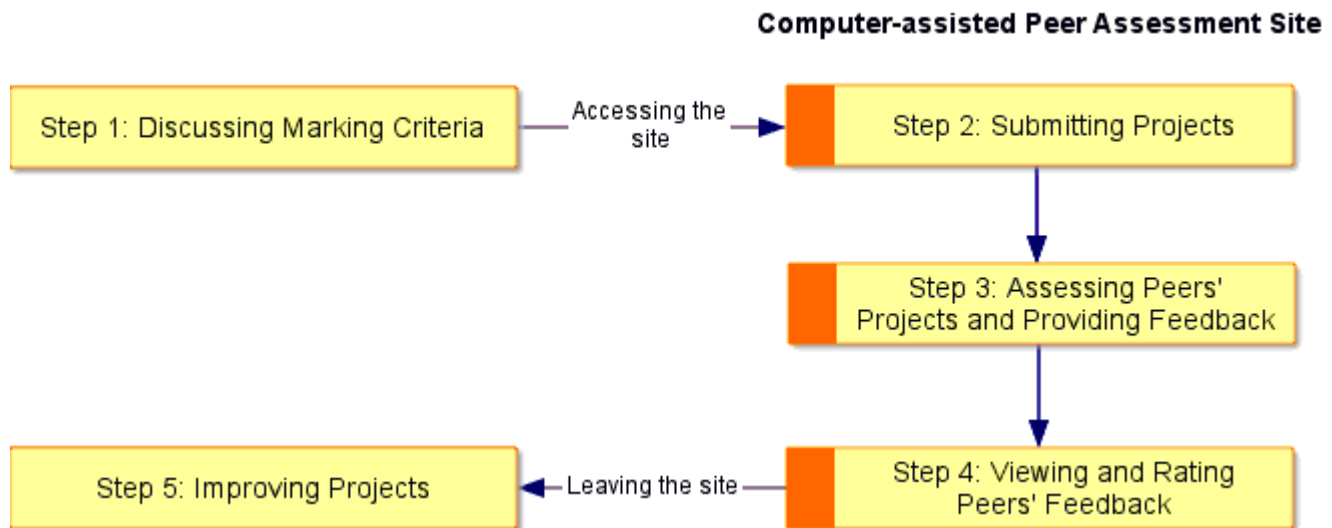 Computer-assisted Peer Assessment Site
Step 1: Discussing Marking Criteria
Accessing the
site
Step 2: Submitting Projects
Step 3: Assessing Peers'
Projects and Providing Feedback
Step 4: Viewing and Rating
Peers' Feedback
Leaving the site
Step 5: Improving Projects